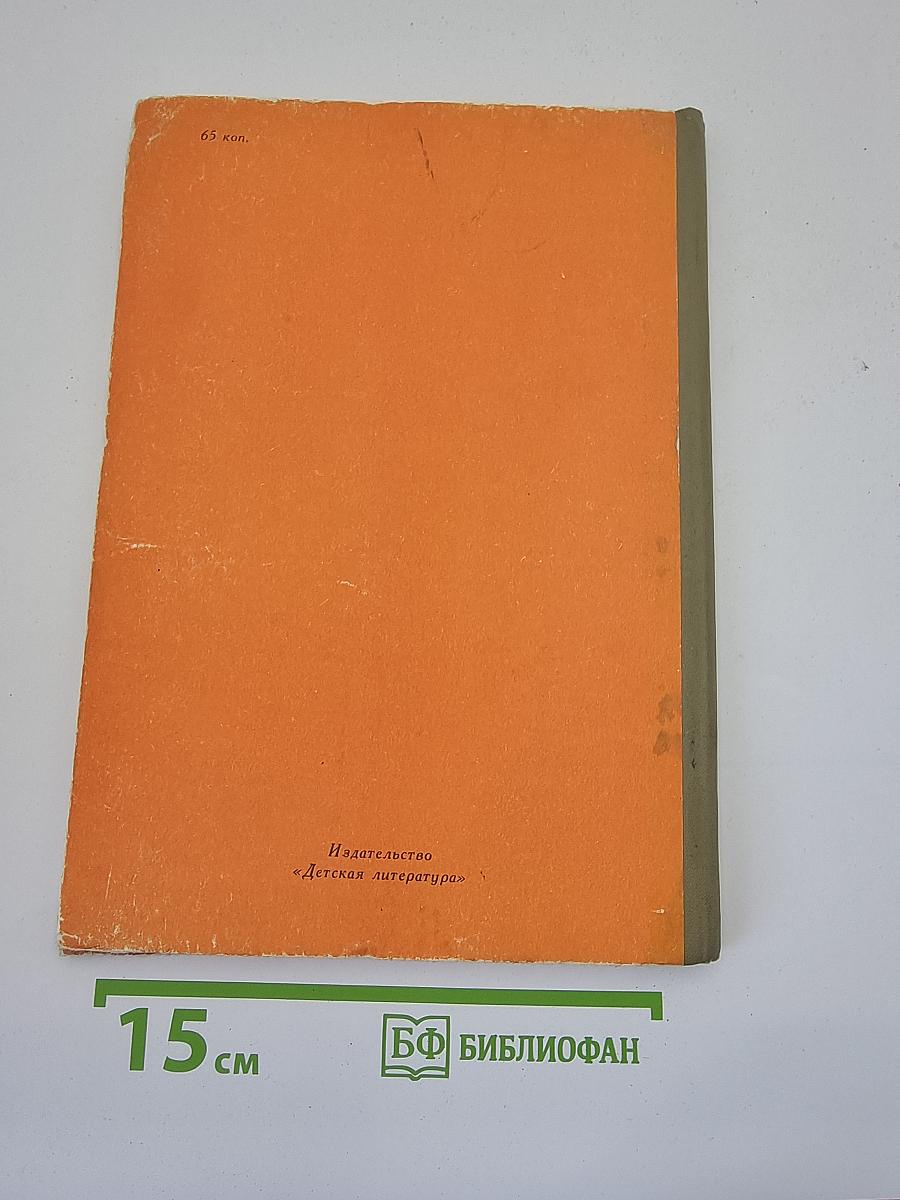 65 коп.
Издательство
«Детская литература»
15 см
БФ БИБЛИОФАН